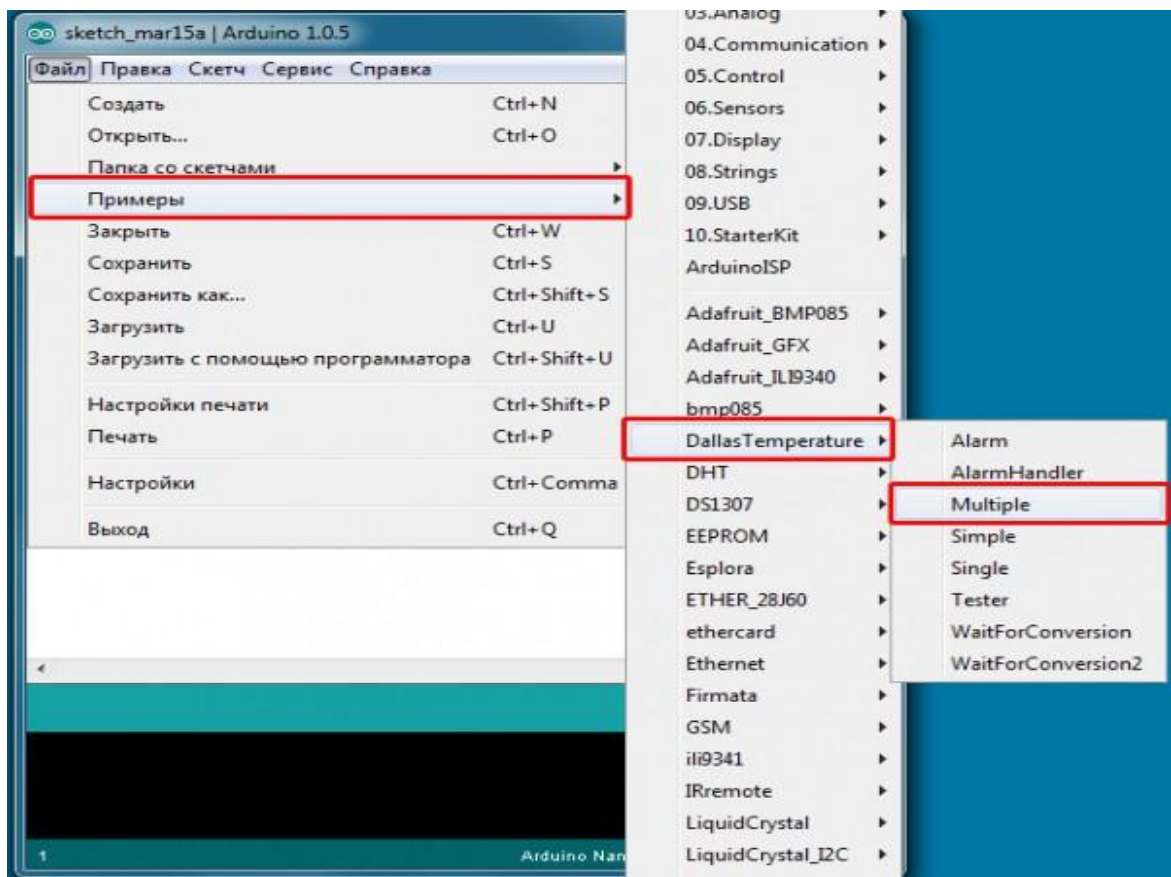 sketch_mar15a | Arduino 1.0.5
Файл Правка Скетч Сервис Справка
Создать Ctrl+N
Открыть... Ctrl+O
Папка со скетчами
Примеры
Закрыть Ctrl+W
Сохранить Ctrl+S
Сохранить как... Ctrl+Shift+S
Загрузить Ctrl+U
Загрузить с помощью программатора Ctrl+Shift+U
Настройки печати Ctrl+Shift+P
Печать Ctrl+P
Настройки Ctrl+Comma
Выход Ctrl+Q
1 Arduino Nan
03.Analog
04.Communication
05.Control
06.Sensors
07.Display
08.Strings
09.USB
10.StarterKit
ArduinoISP
Adafruit_BMP085
Adafruit_GFX
Adafruit_ILI9340
bmp085
DallasTemperature
DHT
DS1307
EEPROM
Esplora
ETHER_28J60
ethercard
Ethernet
Firmata
GSM
ili9341
IRremote
LiquidCrystal
LiquidCrystal_I2C
Alarm
AlarmHandler
Multiple
Simple
Single
Tester
WaitForConversion
WaitForConversion2